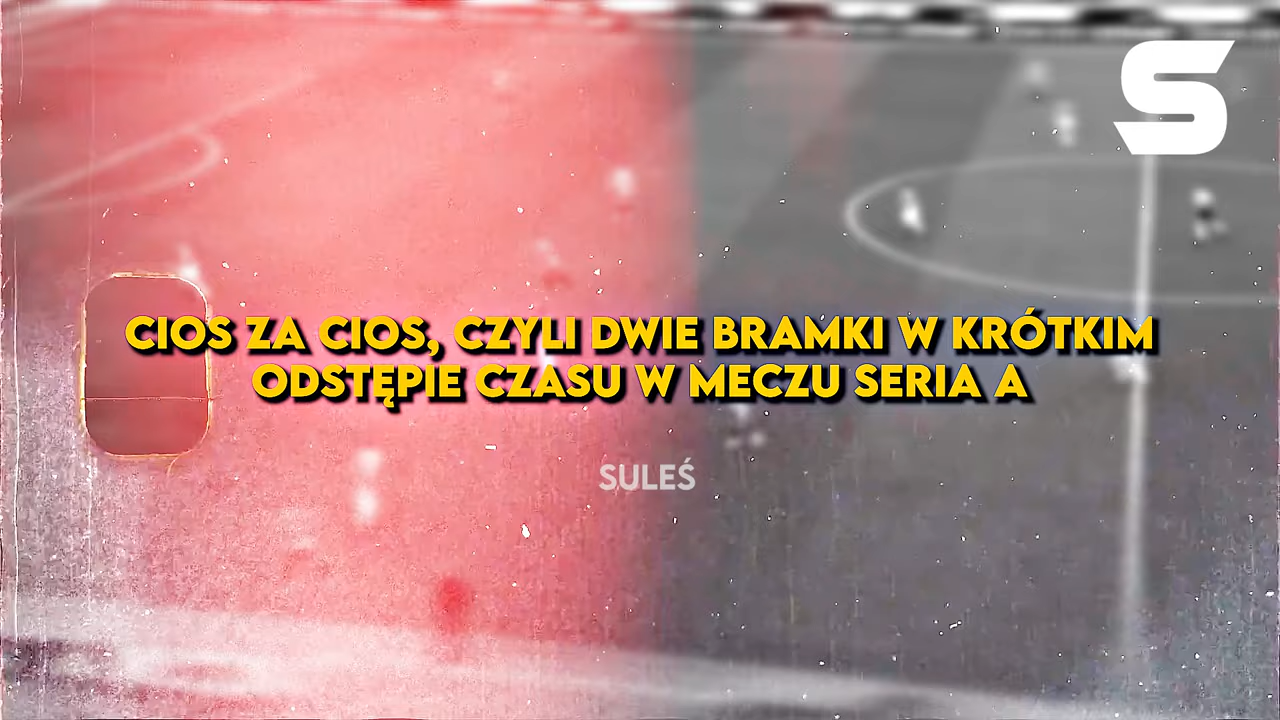 S
CIOS ZA CIOS, CZYLI DWIE BRAMKI W KRÓTKIM
ODSTĘPIE CZASU W MECZU SERIA A
SULEŚ